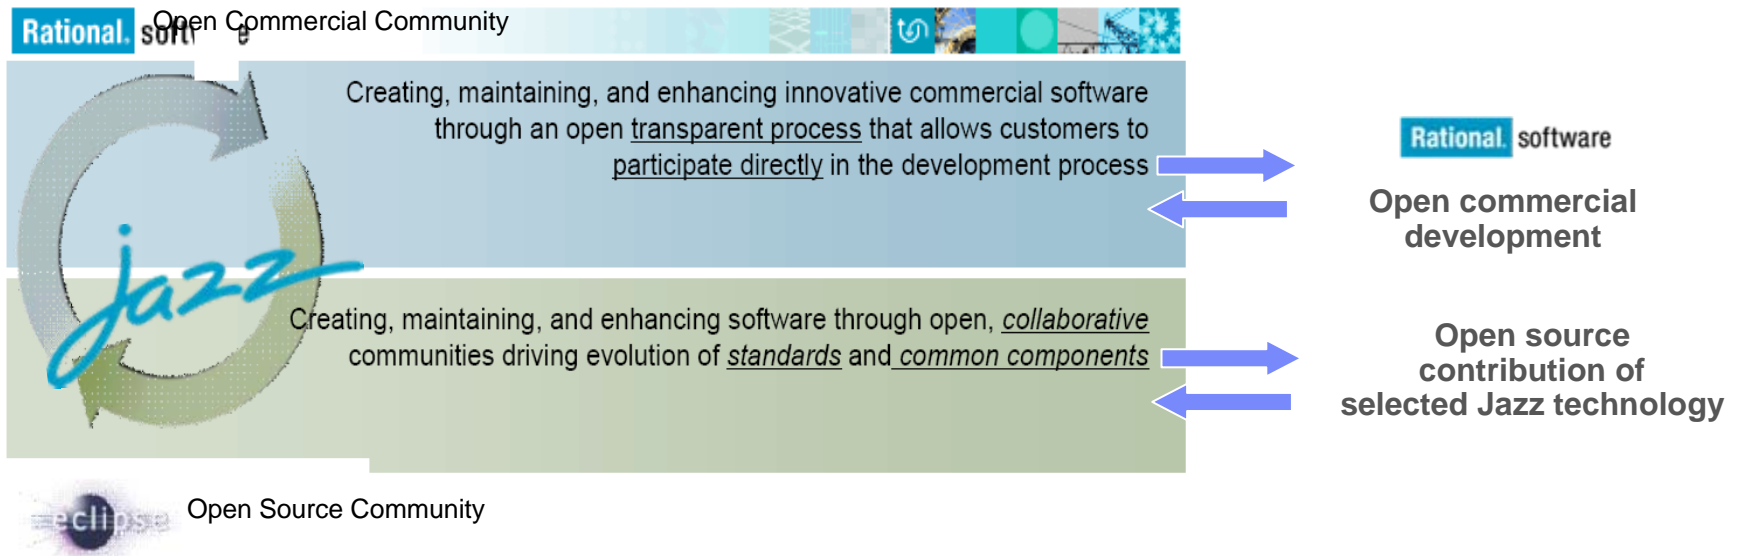 Open Commercial Community
Rational. software
Creating, maintaining, and enhancing innovative commercial software
through an open transparent process that allows customers to
participate directly in the development process
Rational. software
Open commercial
development
jazz
Creating, maintaining, and enhancing software through open, collaborative
communities driving evolution of standards and common components
Open source
contribution of
selected Jazz technology
eclipse
Open Source Community